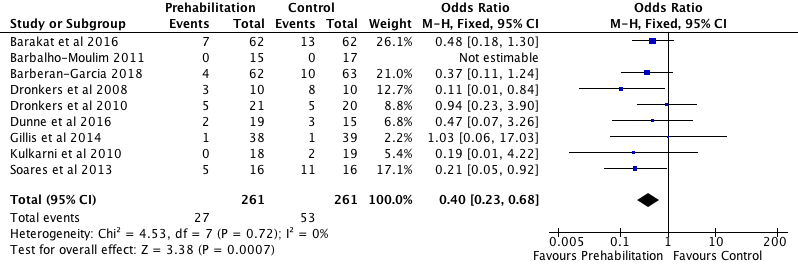 Prehabilitation Control Odds Ratio Odds Ratio
Study or Subgroup Events Total Events Total Weight M-H, Fixed, 95% CI M-H, Fixed, 95% CI
Barakat et al 2016 7 62 13 62 26.1% 0.48 [0.18, 1.30]
Barbalho-Moulim 2011 0 15 0 17 Not estimable
Barberan-Garcia 2018 4 62 10 63 21.0% 0.37 [0.11, 1.24]
Dronkers et al 2008 3 10 8 10 12.7% 0.11 [0.01, 0.84]
Dronkers et al 2010 5 21 5 20 8.8% 0.94 [0.23, 3.90]
Dunne et al 2016 2 19 3 15 6.8% 0.47 [0.07, 3.26]
Gillis et al 2014 1 38 1 39 2.2% 1.03 [0.06, 17.03]
Kulkarni et al 2010 0 18 2 19 5.4% 0.19 [0.01, 4.22]
Soares et al 2013 5 16 11 16 17.1% 0.21 [0.05, 0.92]
Total (95% CI) 261 261 100.0% 0.40 [0.23, 0.68]
Total events 27 53
Heterogeneity: Chi² = 4.53, df = 7 (P = 0.72); I² = 0%
Test for overall effect: Z = 3.38 (P = 0.0007)
0.005 0.1 1 10 200
Favours Prehabilitation Favours Control